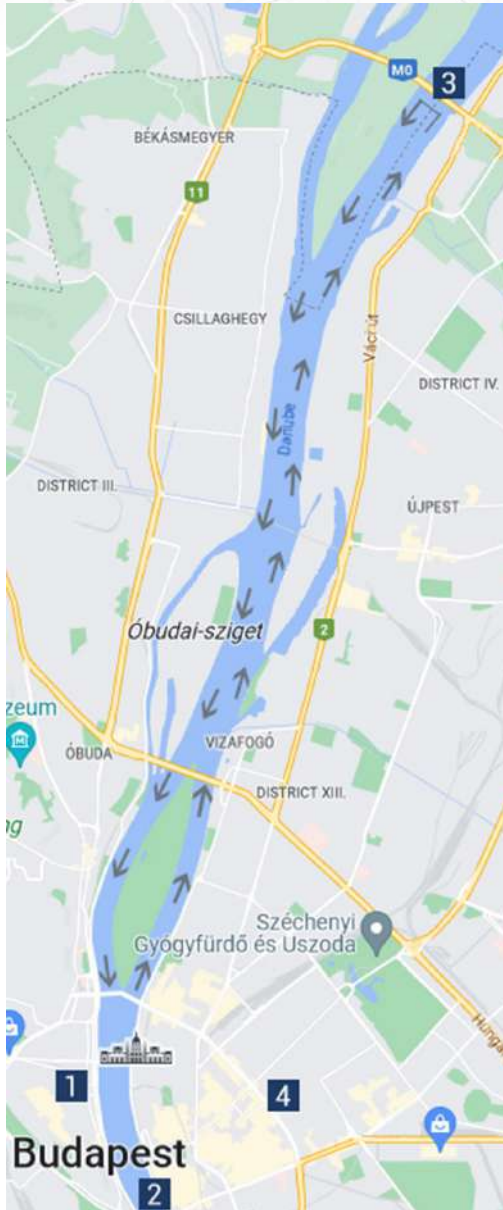 M0
3
BÉKÁSMEGYER
11
CSILLAGHEGY
Váci út
DISTRICT IV.
Danube
DISTRICT III.
ÚJPEST
Óbudai-sziget
2
zeum
ÓBUDA
VIZAFOGÓ
DISTRICT XIII.
ng
Széchenyi
Gyógyfürdő és Uszoda
Hunga
1
4
Budapest
2